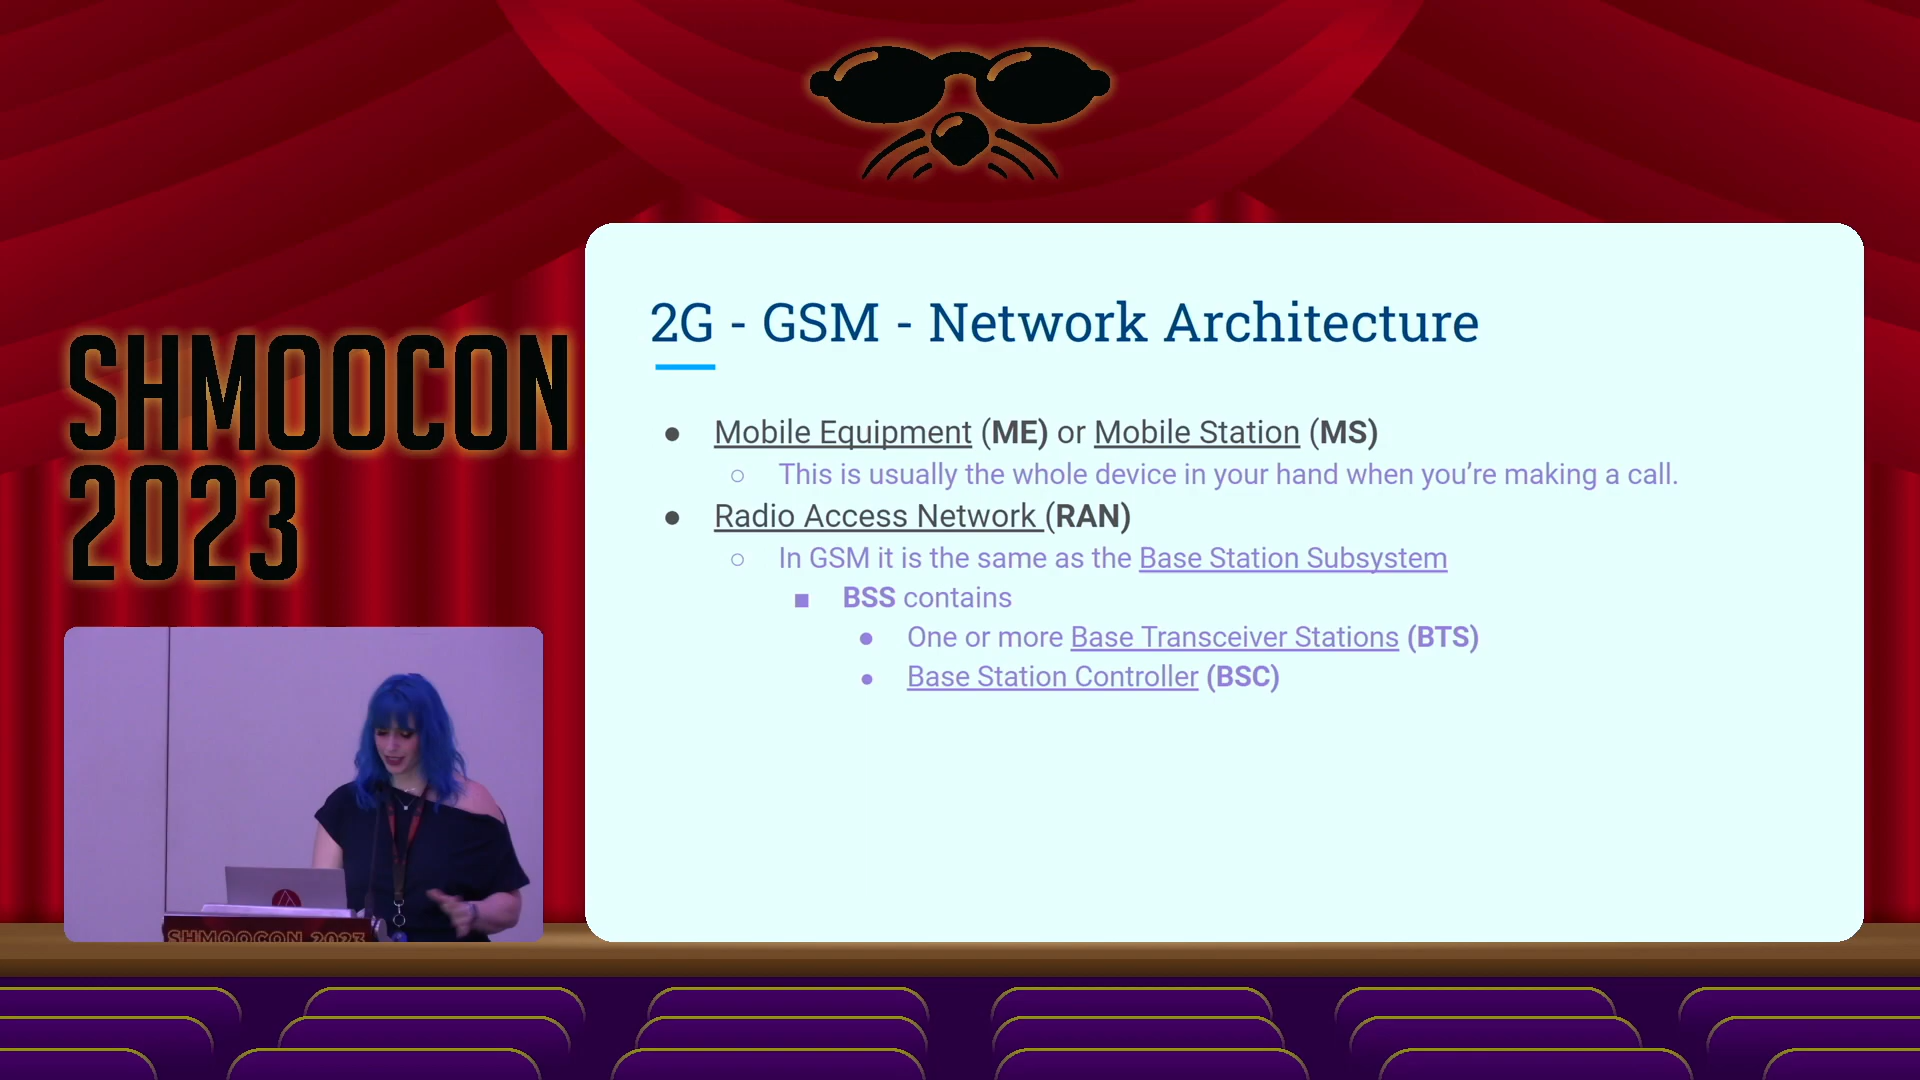 SHMOOCON
2023
2G - GSM - Network Architecture
● Mobile Equipment (ME) or Mobile Station (MS)
○ This is usually the whole device in your hand when you’re making a call.
● Radio Access Network (RAN)
○ In GSM it is the same as the Base Station Subsystem
■ BSS contains
● One or more Base Transceiver Stations (BTS)
● Base Station Controller (BSC)
SHMOOCON 2023